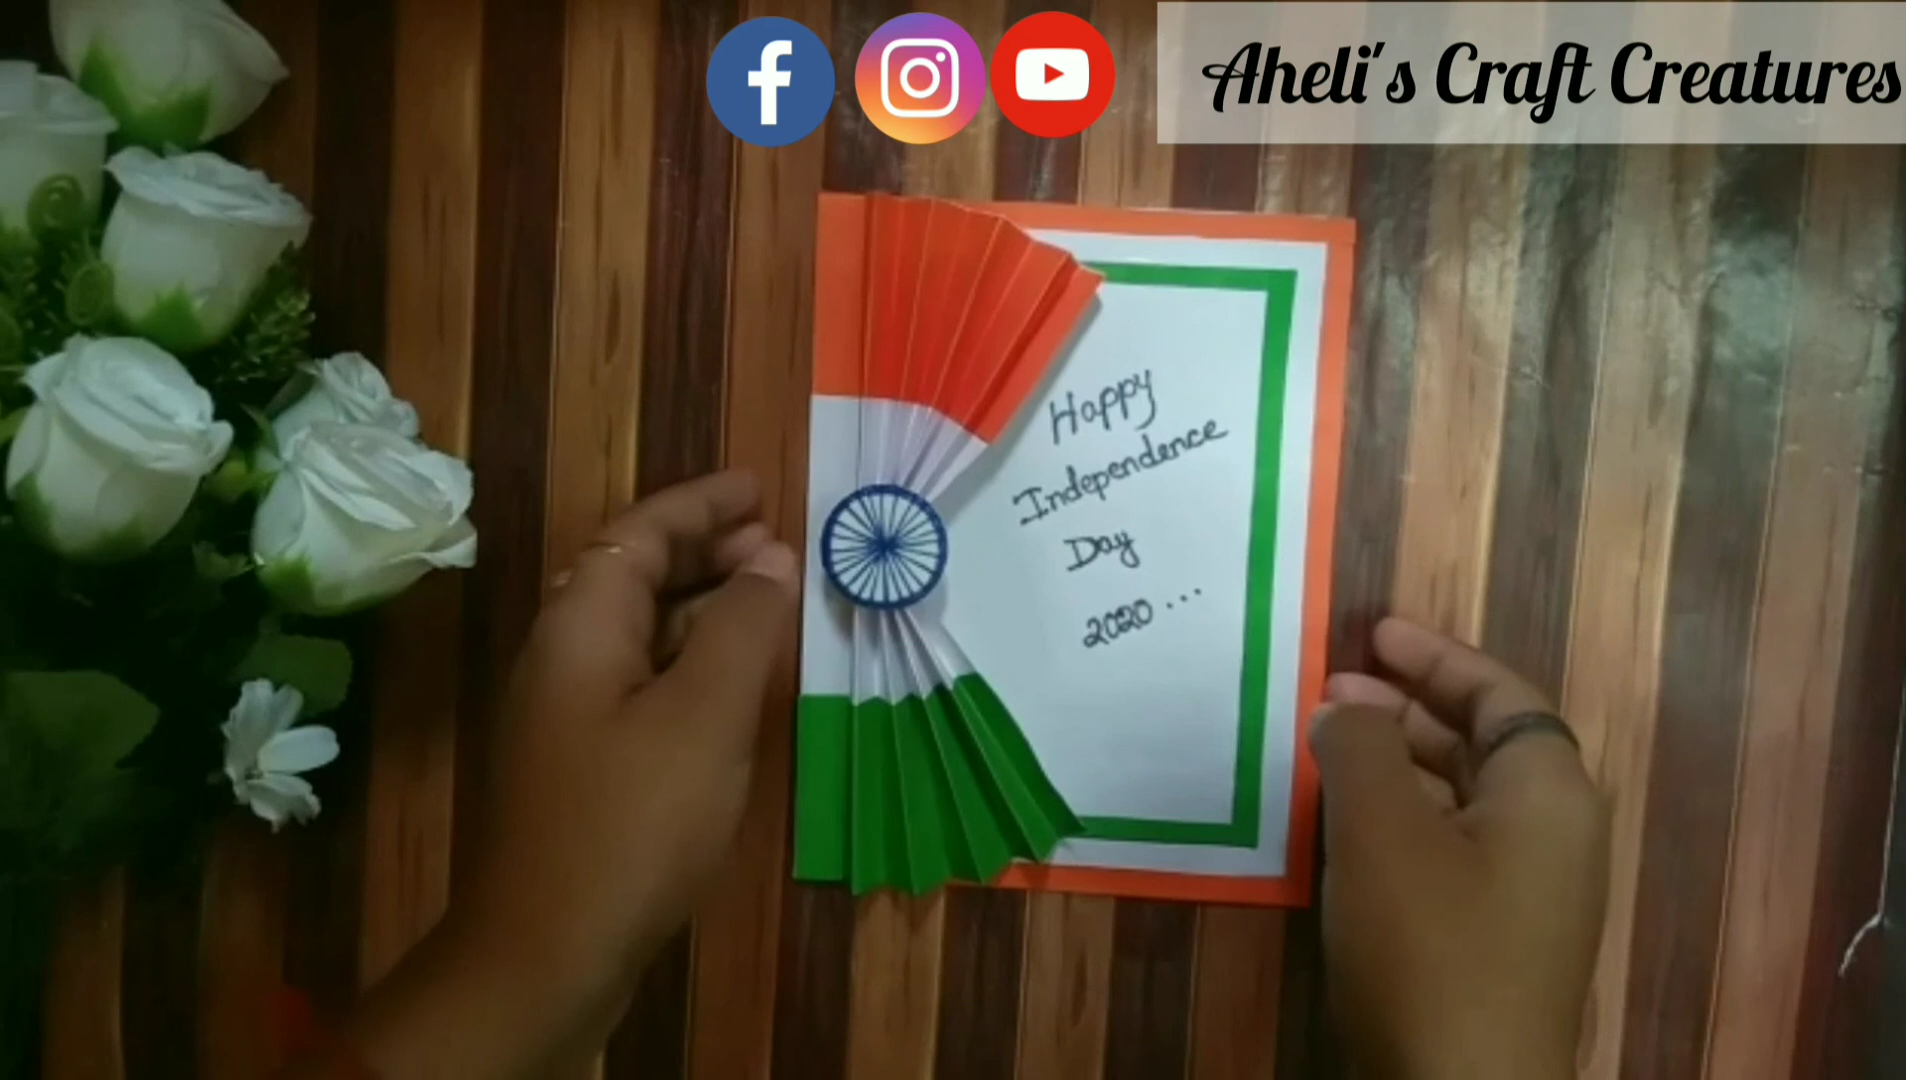 Aheli's Craft Creatures
Happy
Independence
Day
2020 ...